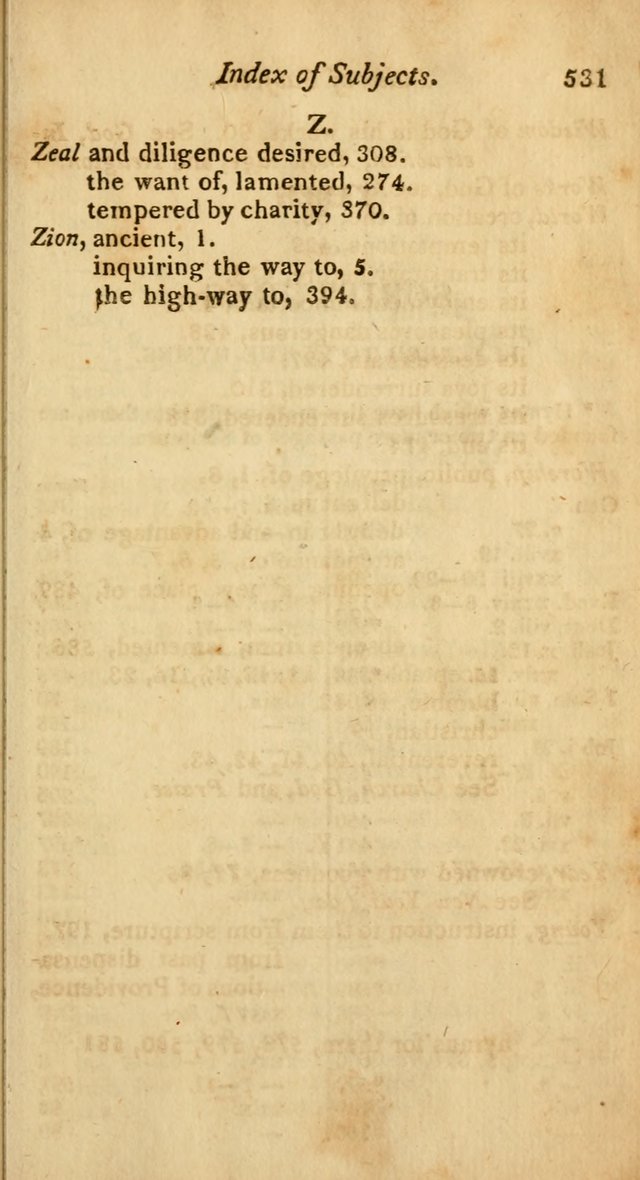 Index of Subjects. 531
Z.
Zeal and diligence desired, 308.
the want of, lamented, 274.
tempered by charity, 370.
Zion, ancient, 1.
inquiring the way to, 5.
the high-way to, 394.